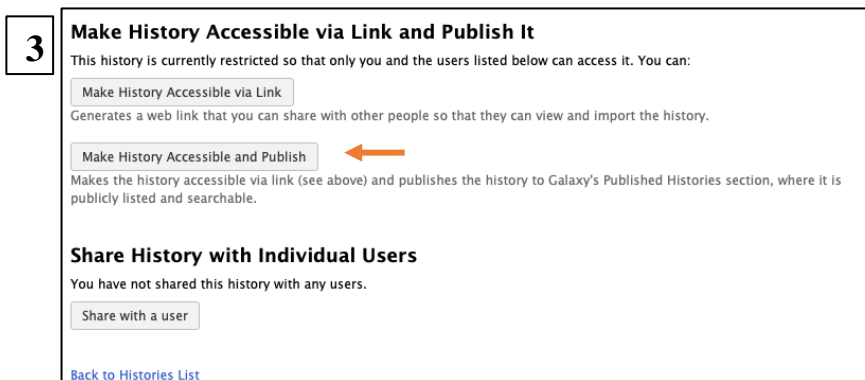 3
Make History Accessible via Link and Publish It
This history is currently restricted so that only you and the users listed below can access it. You can:
Make History Accessible via Link
Generates a web link that you can share with other people so that they can view and import the history.
Make History Accessible and Publish
Makes the history accessible via link (see above) and publishes the history to Galaxy's Published Histories section, where it is
publicly listed and searchable.
Share History with Individual Users
You have not shared this history with any users.
Share with a user
Back to Histories List